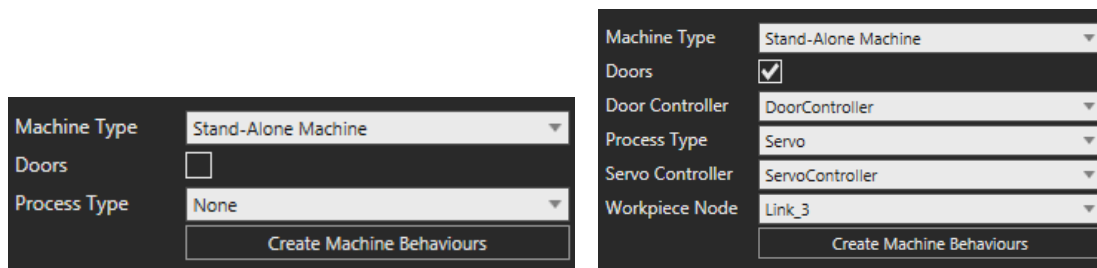 Machine Type Stand-Alone Machine
Doors
Process Type None
Create Machine Behaviours
Machine Type Stand-Alone Machine
Doors
Door Controller DoorController
Process Type Servo
Servo Controller ServoController
Workpiece Node Link_3
Create Machine Behaviours